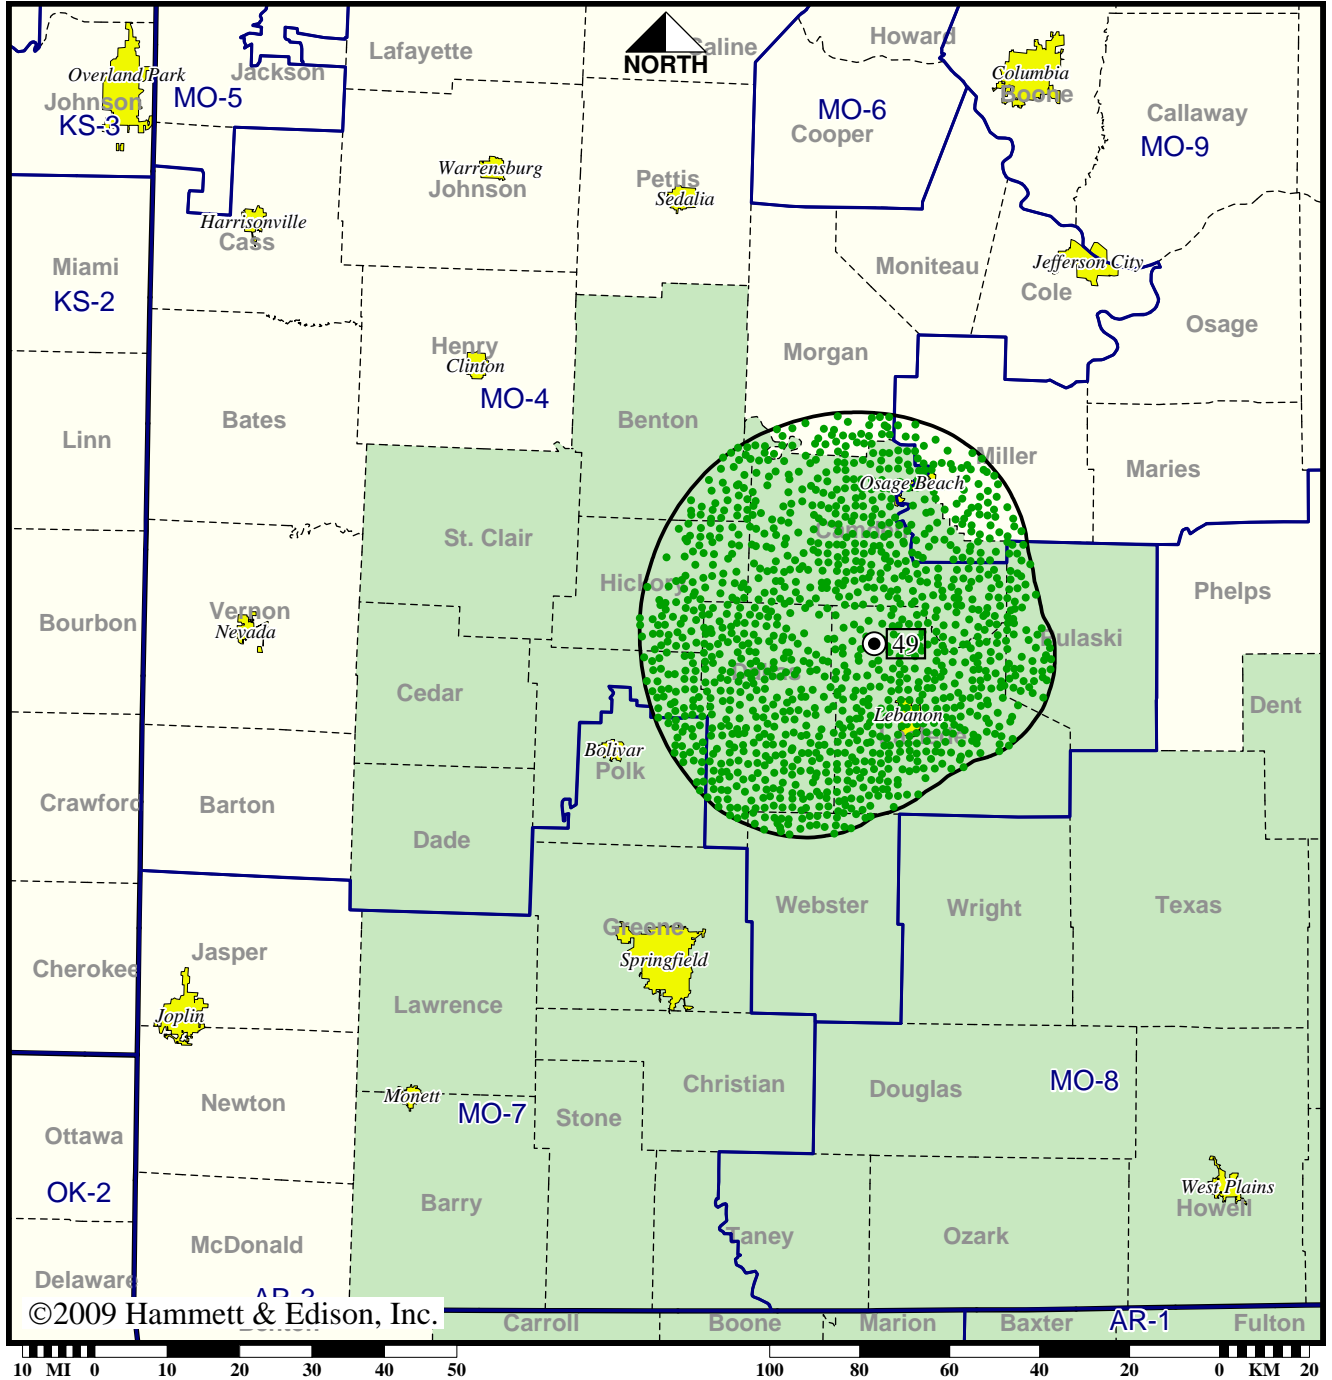 Lafayette
Saline
Howard
NORTH
Overland Park
Jackson
Columbia
Boone
Johnson
MO-5
KS-3
MO-6
Cooper
Callaway
MO-9
Warrensburg
Johnson
Pettis
Sedalia
Harrisonville
Cass
Miami
KS-2
Moniteau
Jefferson City
Cole
Osage
Henry
Clinton
MO-4
Morgan
Bates
Benton
Linn
Miller
Maries
Osage Beach
St. Clair
Camden
Hickory
Phelps
Vernon
Nevada
Bourbon
49
Pulaski
Dallas
Cedar
Dent
Lebanon
Laclede
Bolivar
Polk
Crawford
Barton
Dade
Webster
Wright
Texas
Greene
Springfield
Jasper
Cherokee
Lawrence
Joplin
Christian
Douglas
MO-8
Monett
MO-7
Newton
Stone
Ottawa
OK-2
West Plains
Howell
Barry
Taney
Ozark
McDonald
Delaware
AR-3
©2009 Hammett & Edison, Inc.
Benton
Carroll
Boone
Marion
Baxter
AR-1
Fulton
10 MI 0 10 20 30 40 50
100 80 60 40 20 0 KM 20